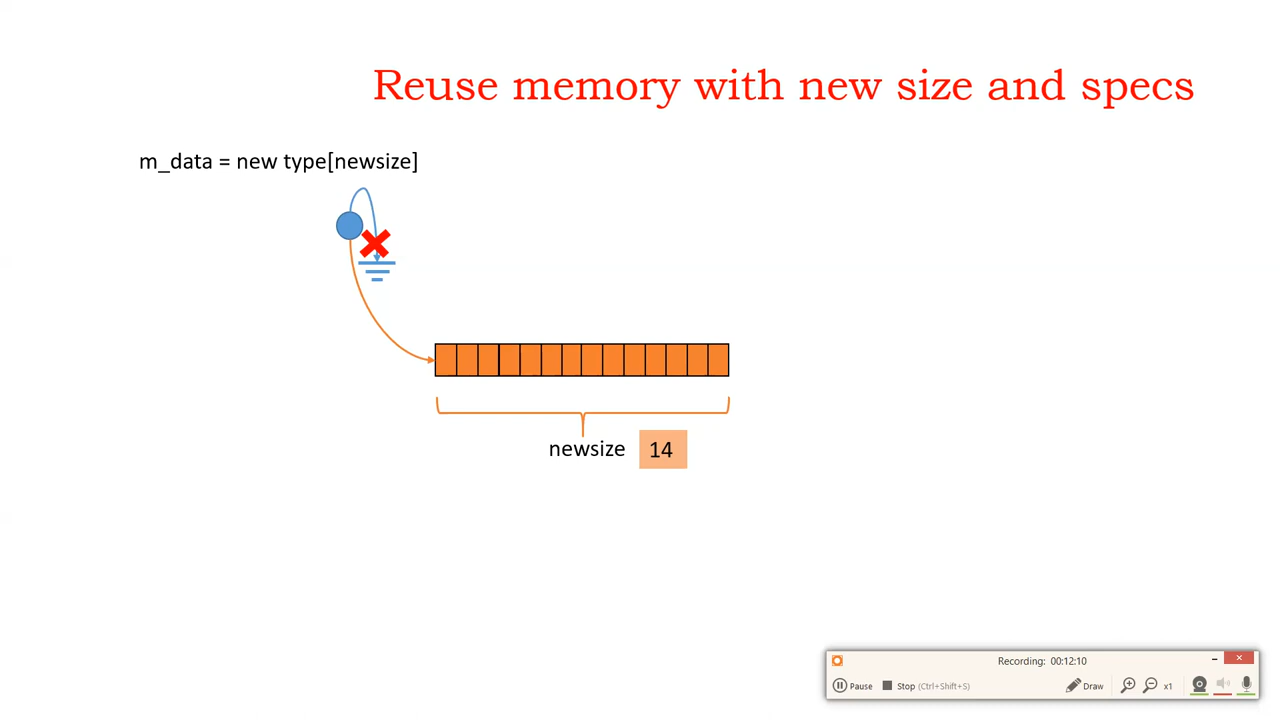 Reuse memory with new size and specs
m_data = new type[newsize]
newsize 14
Recording: 00:12:10
Pause Stop (Ctrl+Shift+S) Draw x1